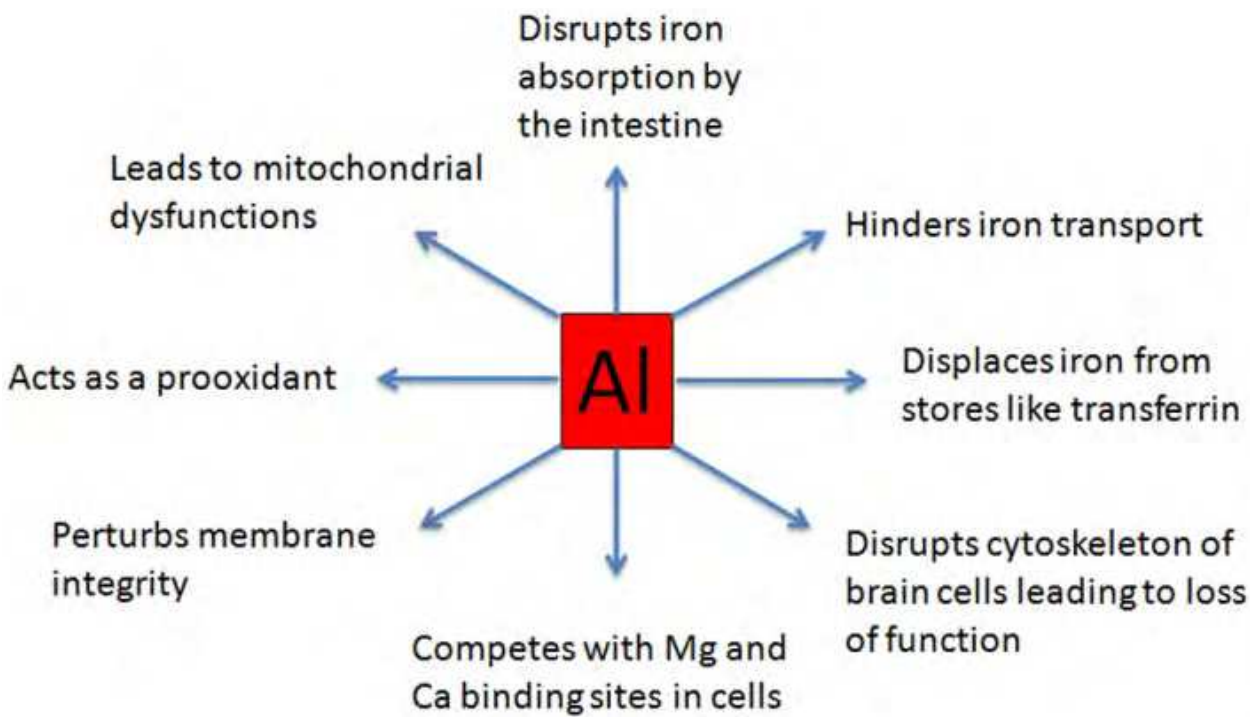 Disrupts iron
absorption by
the intestine
Leads to mitochondrial
dysfunctions
Hinders iron transport
Acts as a prooxidant
Al
Displaces iron from
stores like transferrin
Perturbs membrane
integrity
Disrupts cytoskeleton of
brain cells leading to loss
of function
Competes with Mg and
Ca binding sites in cells